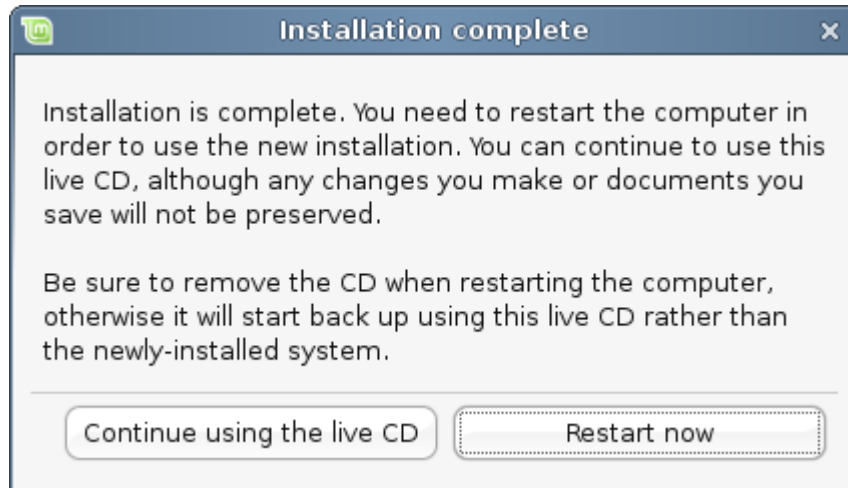 Installation complete
Installation is complete. You need to restart the computer in
order to use the new installation. You can continue to use this
live CD, although any changes you make or documents you
save will not be preserved.
Be sure to remove the CD when restarting the computer,
otherwise it will start back up using this live CD rather than
the newly-installed system.
Continue using the live CD
Restart now